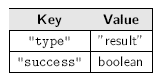 Key Value
"type" "result"
"success" boolean